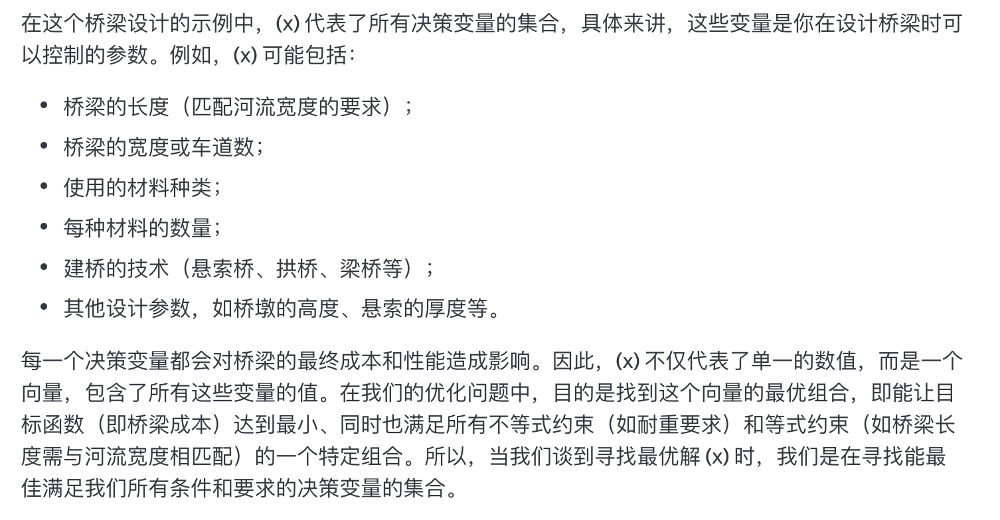 在这个桥梁设计的示例中，(x) 代表了所有决策变量的集合，具体来讲，这些变量是你在设计桥梁时可
以控制的参数。例如，(x) 可能包括：
• 桥梁的长度（匹配河流宽度的要求）；
• 桥梁的宽度或车道数；
• 使用的材料种类；
• 每种材料的数量；
• 建桥的技术（悬索桥、拱桥、梁桥等）；
• 其他设计参数，如桥墩的高度、悬索的厚度等。
每一个决策变量都会对桥梁的最终成本和性能造成影响。因此，(x) 不仅代表了单一的数值，而是一个
向量，包含了所有这些变量的值。在我们的优化问题中，目的是找到这个向量的最优组合，即能让目
标函数（即桥梁成本）达到最小、同时也满足所有不等式约束（如耐重要求）和等式约束（如桥梁长
度需与河流宽度相匹配）的一个特定组合。所以，当我们谈到寻找最优解 (x) 时，我们是在寻找能最
佳满足我们所有条件和要求的决策变量的集合。